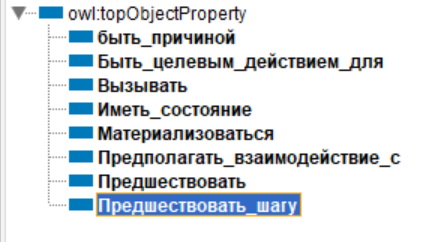 owl:topObjectProperty
быть_причиной
Быть_целевым_действием_для
Вызывать
Иметь_состояние
Материализоваться
Предполагать_взаимодействие_с
Предшествовать
Предшествовать_шагу